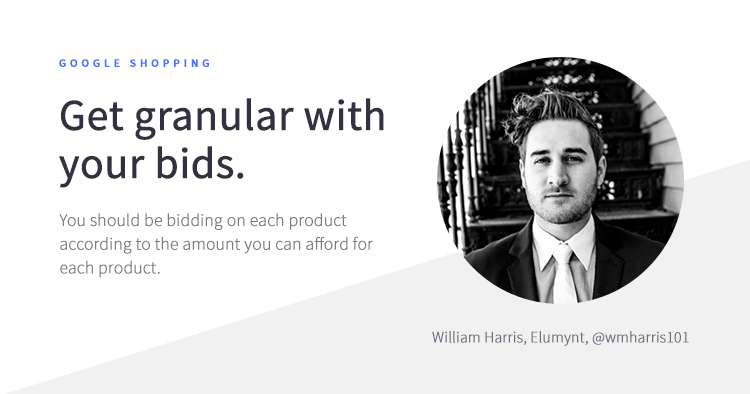 GOOGLE SHOPPING
Get granular with
your bids.
You should be bidding on each product
according to the amount you can afford for
each product.
William Harris, Elumynt, @wmharris101